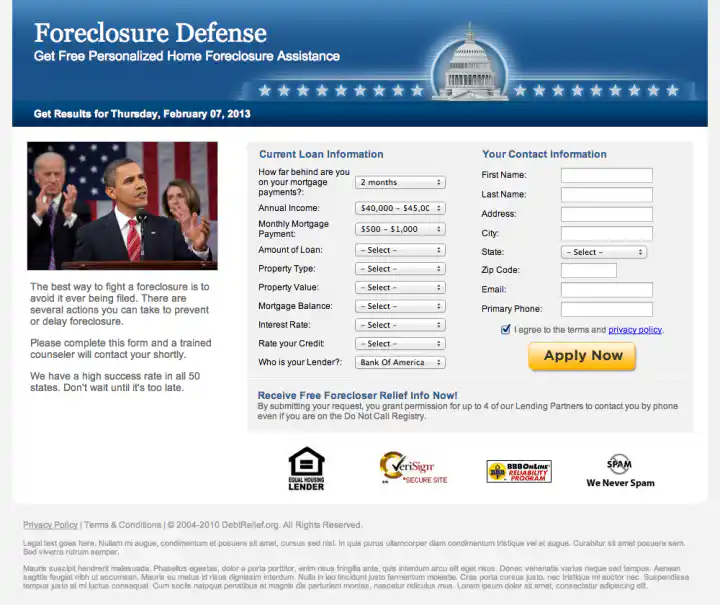 Foreclosure Defense
Get Free Personalized Home Foreclosure Assistance
Get Results for Thursday, February 07, 2013
The best way to fight a foreclosure is to
avoid it ever being filed. There are
several actions you can take to prevent
or delay foreclosure.
Please complete this form and a trained
counseler will contact your shortly.
We have a high success rate in all 50
states. Don't wait until it's too late.
Current Loan Information
How far behind are you
on your mortgage
payments?: 2 months
Annual Income: $40,000 - $45,0C
Monthly Mortgage
Payment: $500 - $1,000
Amount of Loan: - Select -
Property Type: - Select -
Property Value: - Select -
Mortgage Balance: - Select -
Interest Rate: - Select -
Rate your Credit: - Select -
Who is your Lender?: Bank Of America
Your Contact Information
First Name:
Last Name:
Address:
City:
State: - Select -
Zip Code:
Email:
Primary Phone:
I agree to the terms and privacy policy.
Apply Now
Receive Free Forecloser Relief Info Now!
By submitting your request, you grant permission for up to 4 of our Lending Partners to contact you by phone
even if you are on the Do Not Call Registry.
EQUAL HOUSING
LENDER
VeriSign
*SECURE SITE
BBB
BBBONLINE
RELIABILITY
PROGRAM
SPAM
We Never Spam
Privacy Policy | Terms & Conditions | © 2004-2010 DebtRelief.org. All Rights Reserved.
Legal text goes here. Nullam mi augue, condimentum et posuere sit amet, cursus sed nisl. In quis purus ullamcorper diam condimentum tristique vel at augue. Curabitur sit amet posuere sem.
Sed viverra rutrum semper.
Mauris suscipit hendrerit malesuada. Phasellus egestas, dolor a porta porttitor, enim risus fringilla ante, quis interdum arcu elit eget risus. Donec venenatis varius neque sed tempus. Aenean
sagittis feugiat nibh ut accumsan. Mauris eu metus id risus dignissim interdum. Nulla in leo tincidunt justo fermentum molestie. Cras porta cursus justo, nec tristique mi auctor nec. Suspendisse
tempus justo at mi luctus consequat. Cum sociis natoque penatibus et magnis dis parturient montes, nascetur ridiculus mus. Lorem ipsum dolor sit amet, consectetur adipiscing elit.